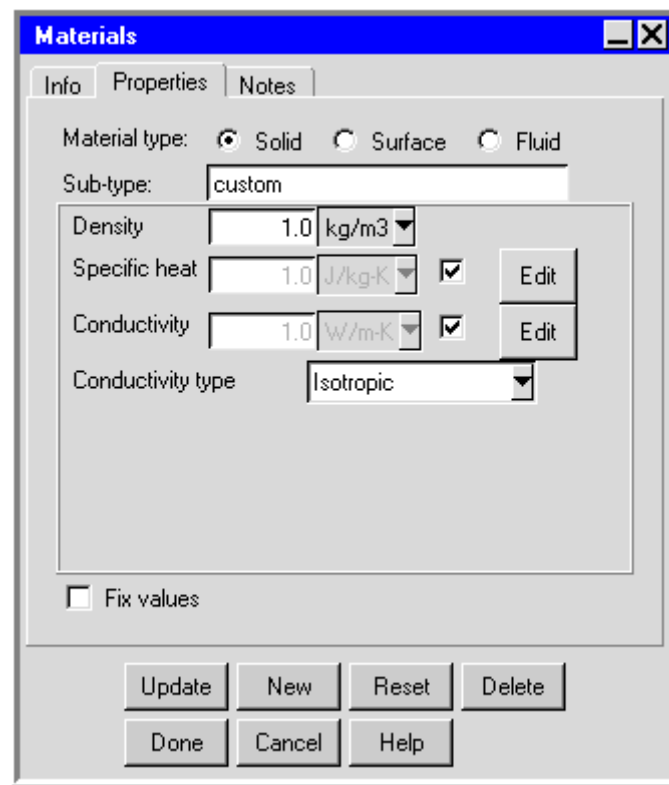 Materials
Info Properties Notes
Material type: Solid Surface Fluid
Sub-type: custom
Density 1.0 kg/m3
Specific heat 1.0 J/kg-K Edit
Conductivity 1.0 W/m-K Edit
Conductivity type Isotropic
Fix values
Update New Reset Delete
Done Cancel Help